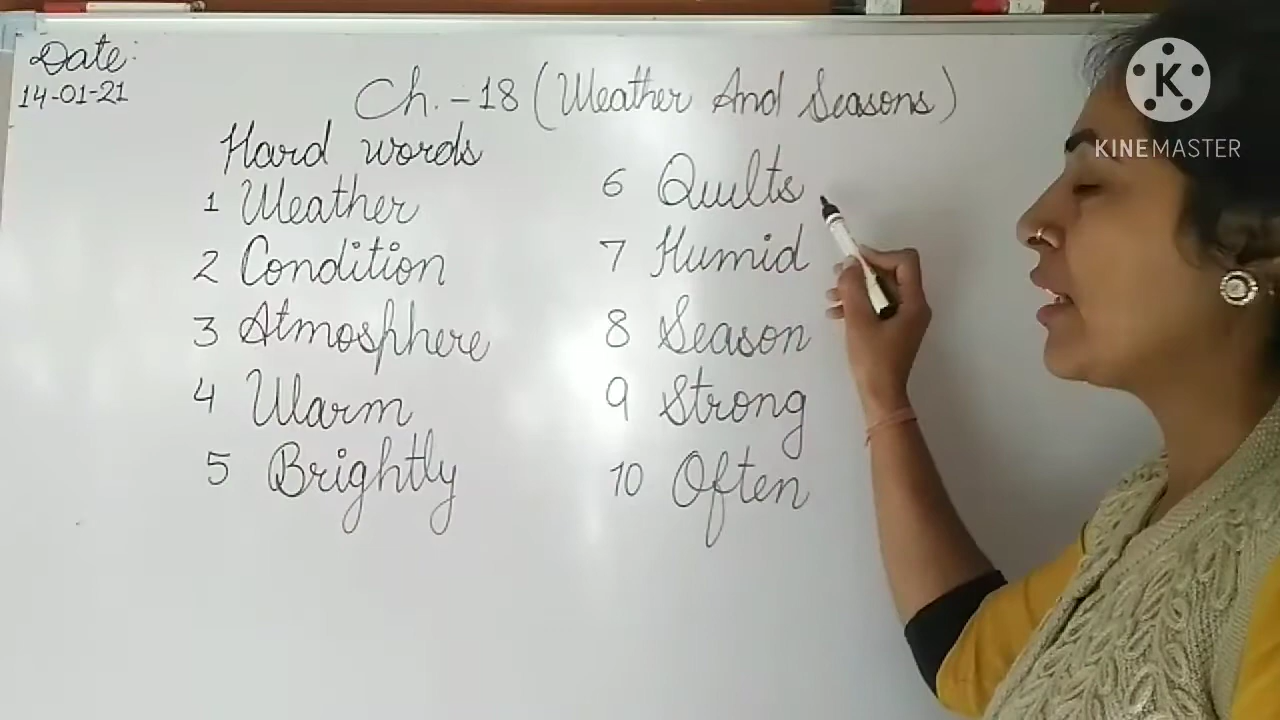 Date:
14-01-21
Ch. - 18 (Weather And Seasons)
Hard words
1 Weather
2 Condition
3 Atmosphere
4 Warm
5 Brightly
6 Quilts
7 Humid
8 Season
9 Strong
10 Often
K
KINEMASTER